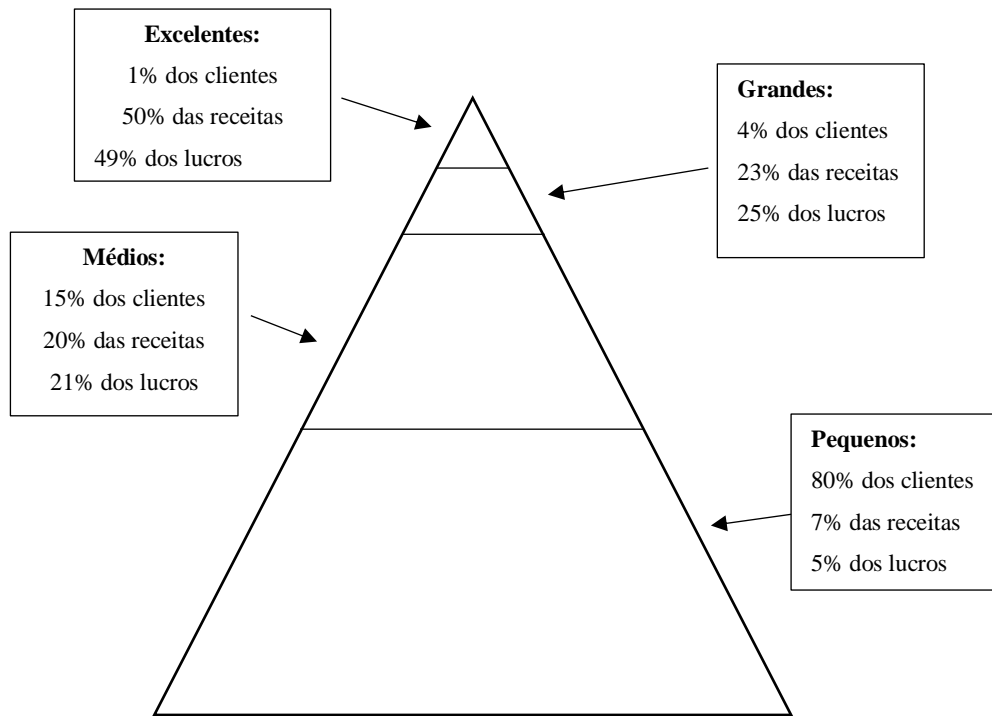 Excelentes:
1% dos clientes
50% das receitas
49% dos lucros
Grandes:
4% dos clientes
23% das receitas
25% dos lucros
Médios:
15% dos clientes
20% das receitas
21% dos lucros
Pequenos:
80% dos clientes
7% das receitas
5% dos lucros